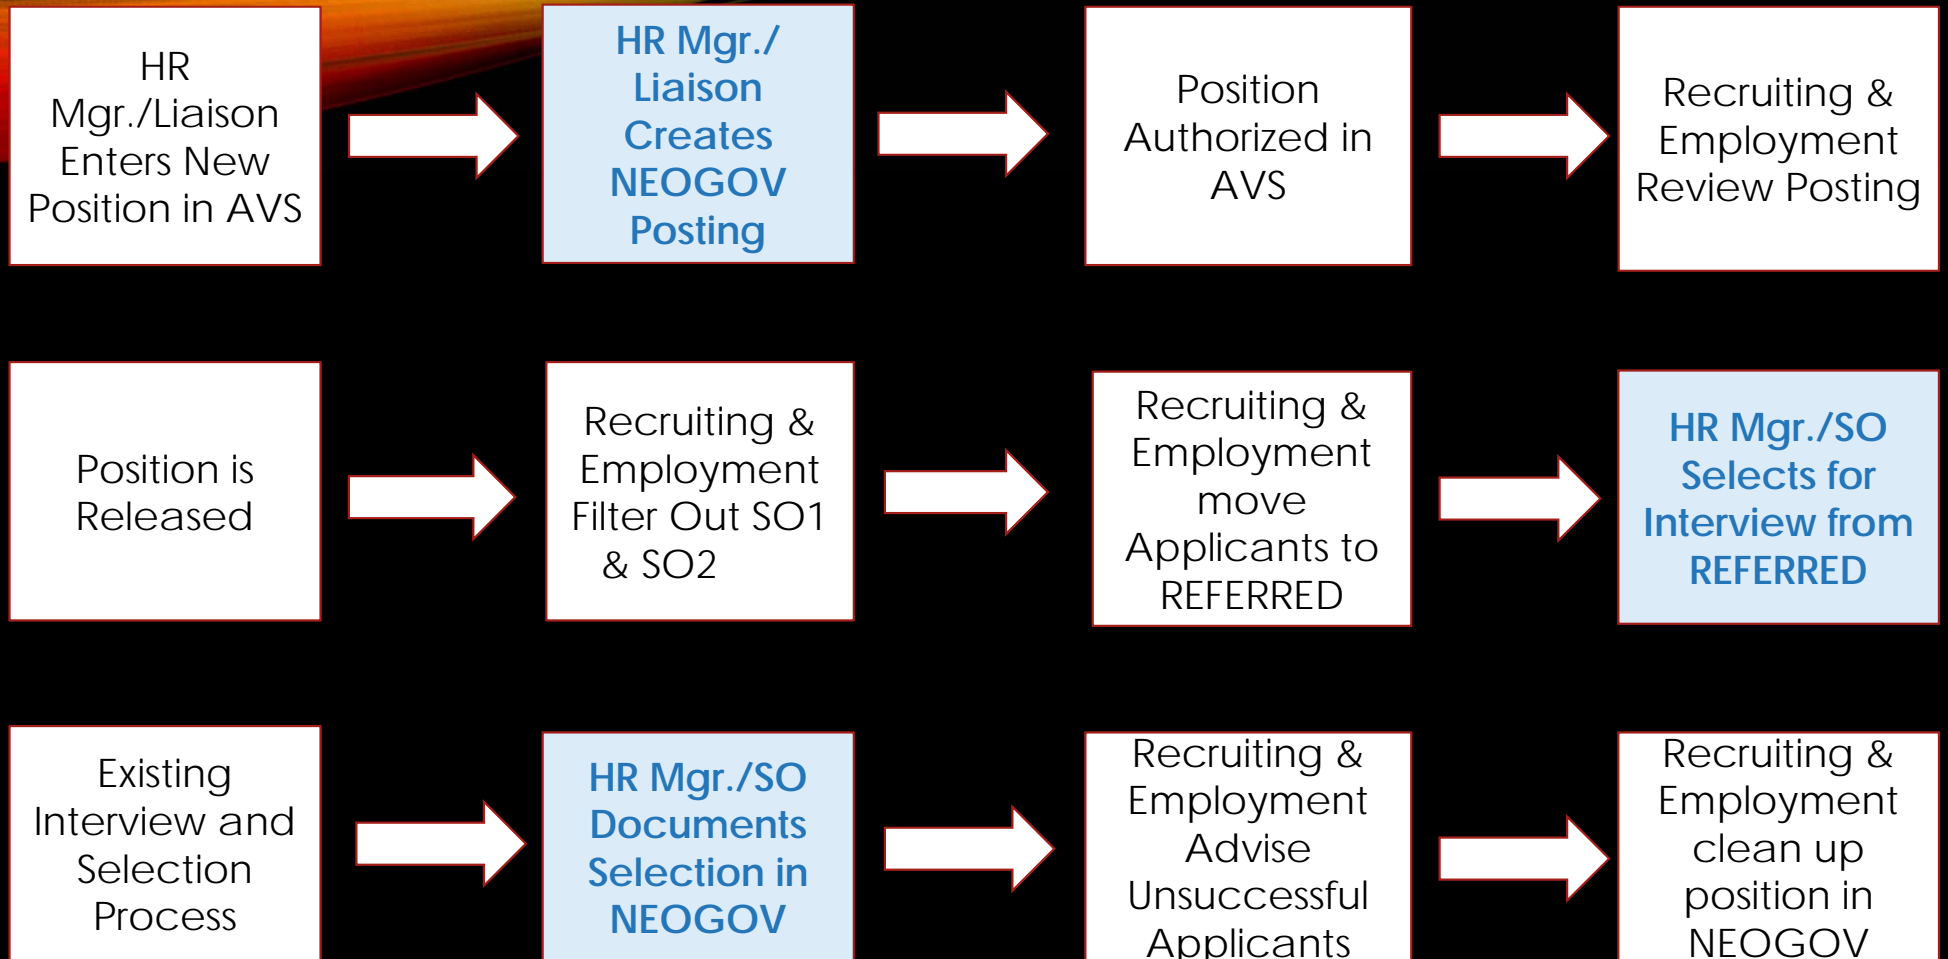 HR
Mgr./Liaison
Enters New
Position in AVS
HR Mgr./
Liaison
Creates
NEOGOV
Posting
Position
Authorized in
AVS
Recruiting &
Employment
Review Posting
Position is
Released
Recruiting &
Employment
Filter Out SO1
& SO2
Recruiting &
Employment
move
Applicants to
REFERRED
HR Mgr./SO
Selects for
Interview from
REFERRED
Existing
Interview and
Selection
Process
HR Mgr./SO
Documents
Selection in
NEOGOV
Recruiting &
Employment
Advise
Unsuccessful
Applicants
Recruiting &
Employment
clean up
position in
NEOGOV